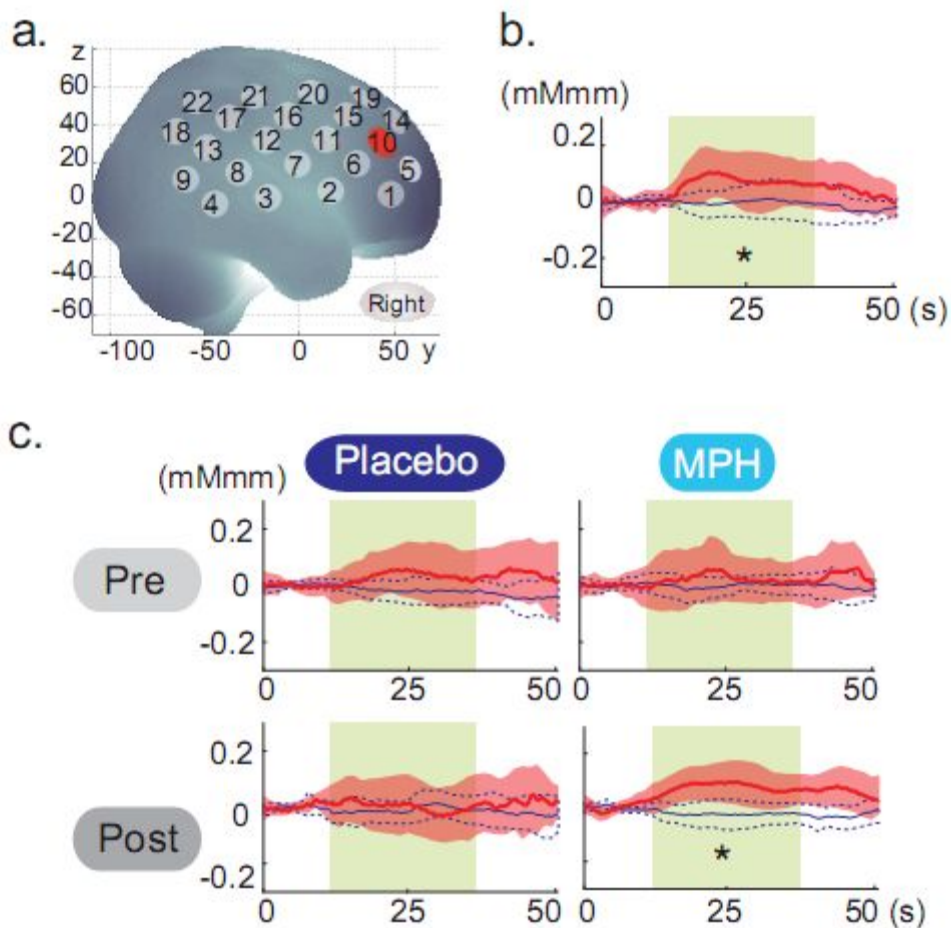 a.
z
60
40
20
0
-20
-40
-60
22 21 20 19
18 17 16 15 14
13 12 11 10
9 8 7 6 5
4 3 2 1
Right
-100 -50 0 50 y
b.
(mMmm)
0.2
0
-0.2
*
0 25 50 (s)
c.
Placebo MPH
(mMmm)
Pre
0.2
0
-0.2
0 25 50
0 25 50
Post
0.2
0
-0.2
*
0 25 50
0 25 50 (s)